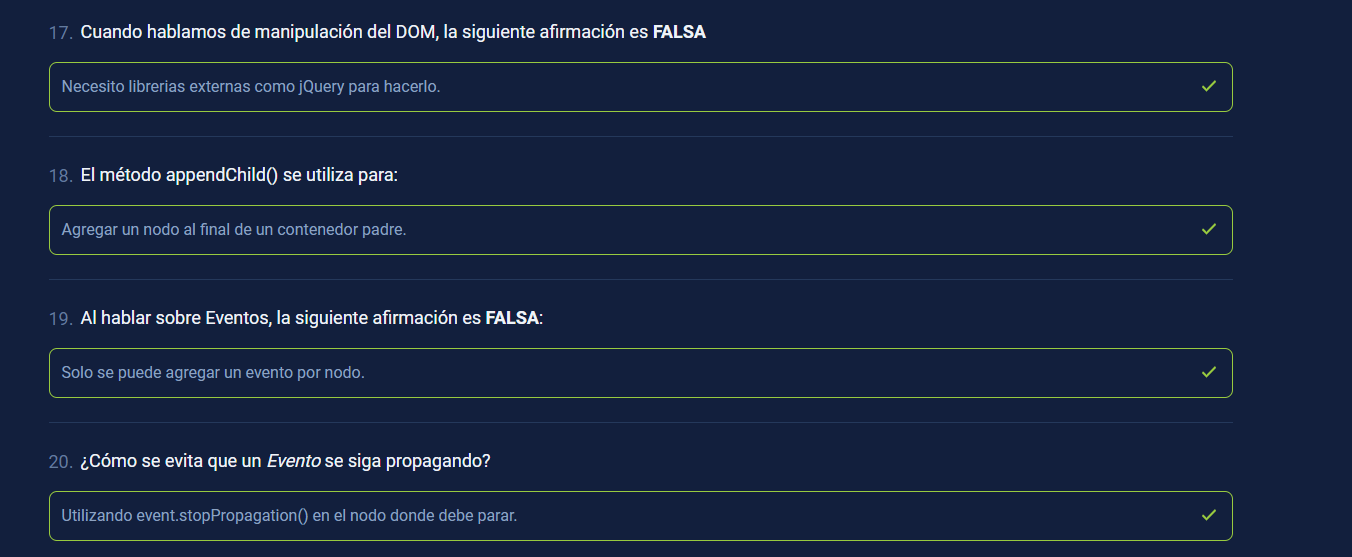 17. Cuando hablamos de manipulación del DOM, la siguiente afirmación es FALSA
Necesito librerias externas como jQuery para hacerlo.
18. El método appendChild() se utiliza para:
Agregar un nodo al final de un contenedor padre.
19. Al hablar sobre Eventos, la siguiente afirmación es FALSA:
Solo se puede agregar un evento por nodo.
20. ¿Cómo se evita que un Evento se siga propagando?
Utilizando event.stopPropagation() en el nodo donde debe parar.